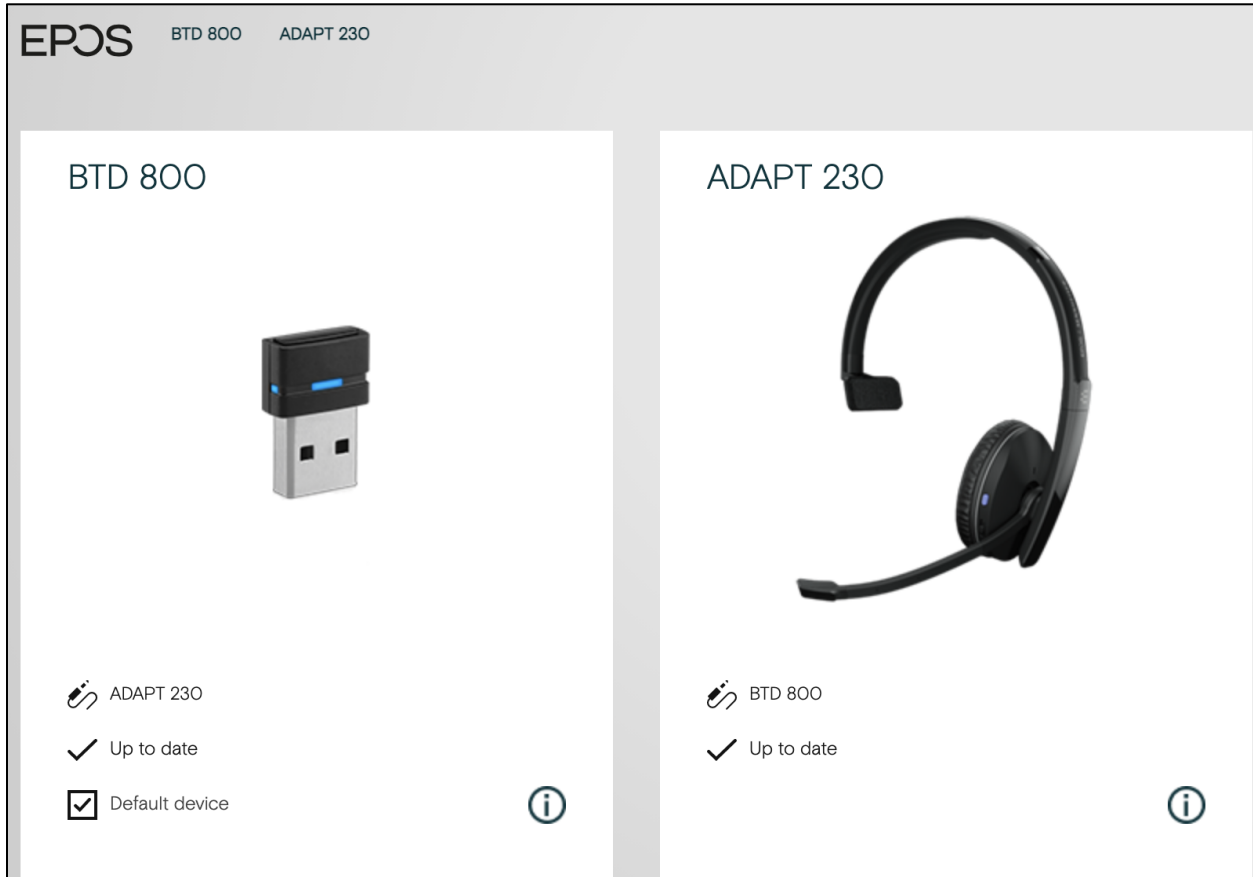 EPOS BTD 800 ADAPT 230
BTD 800
ADAPT 230
Up to date
Default device
ADAPT 230
BTD 800
Up to date